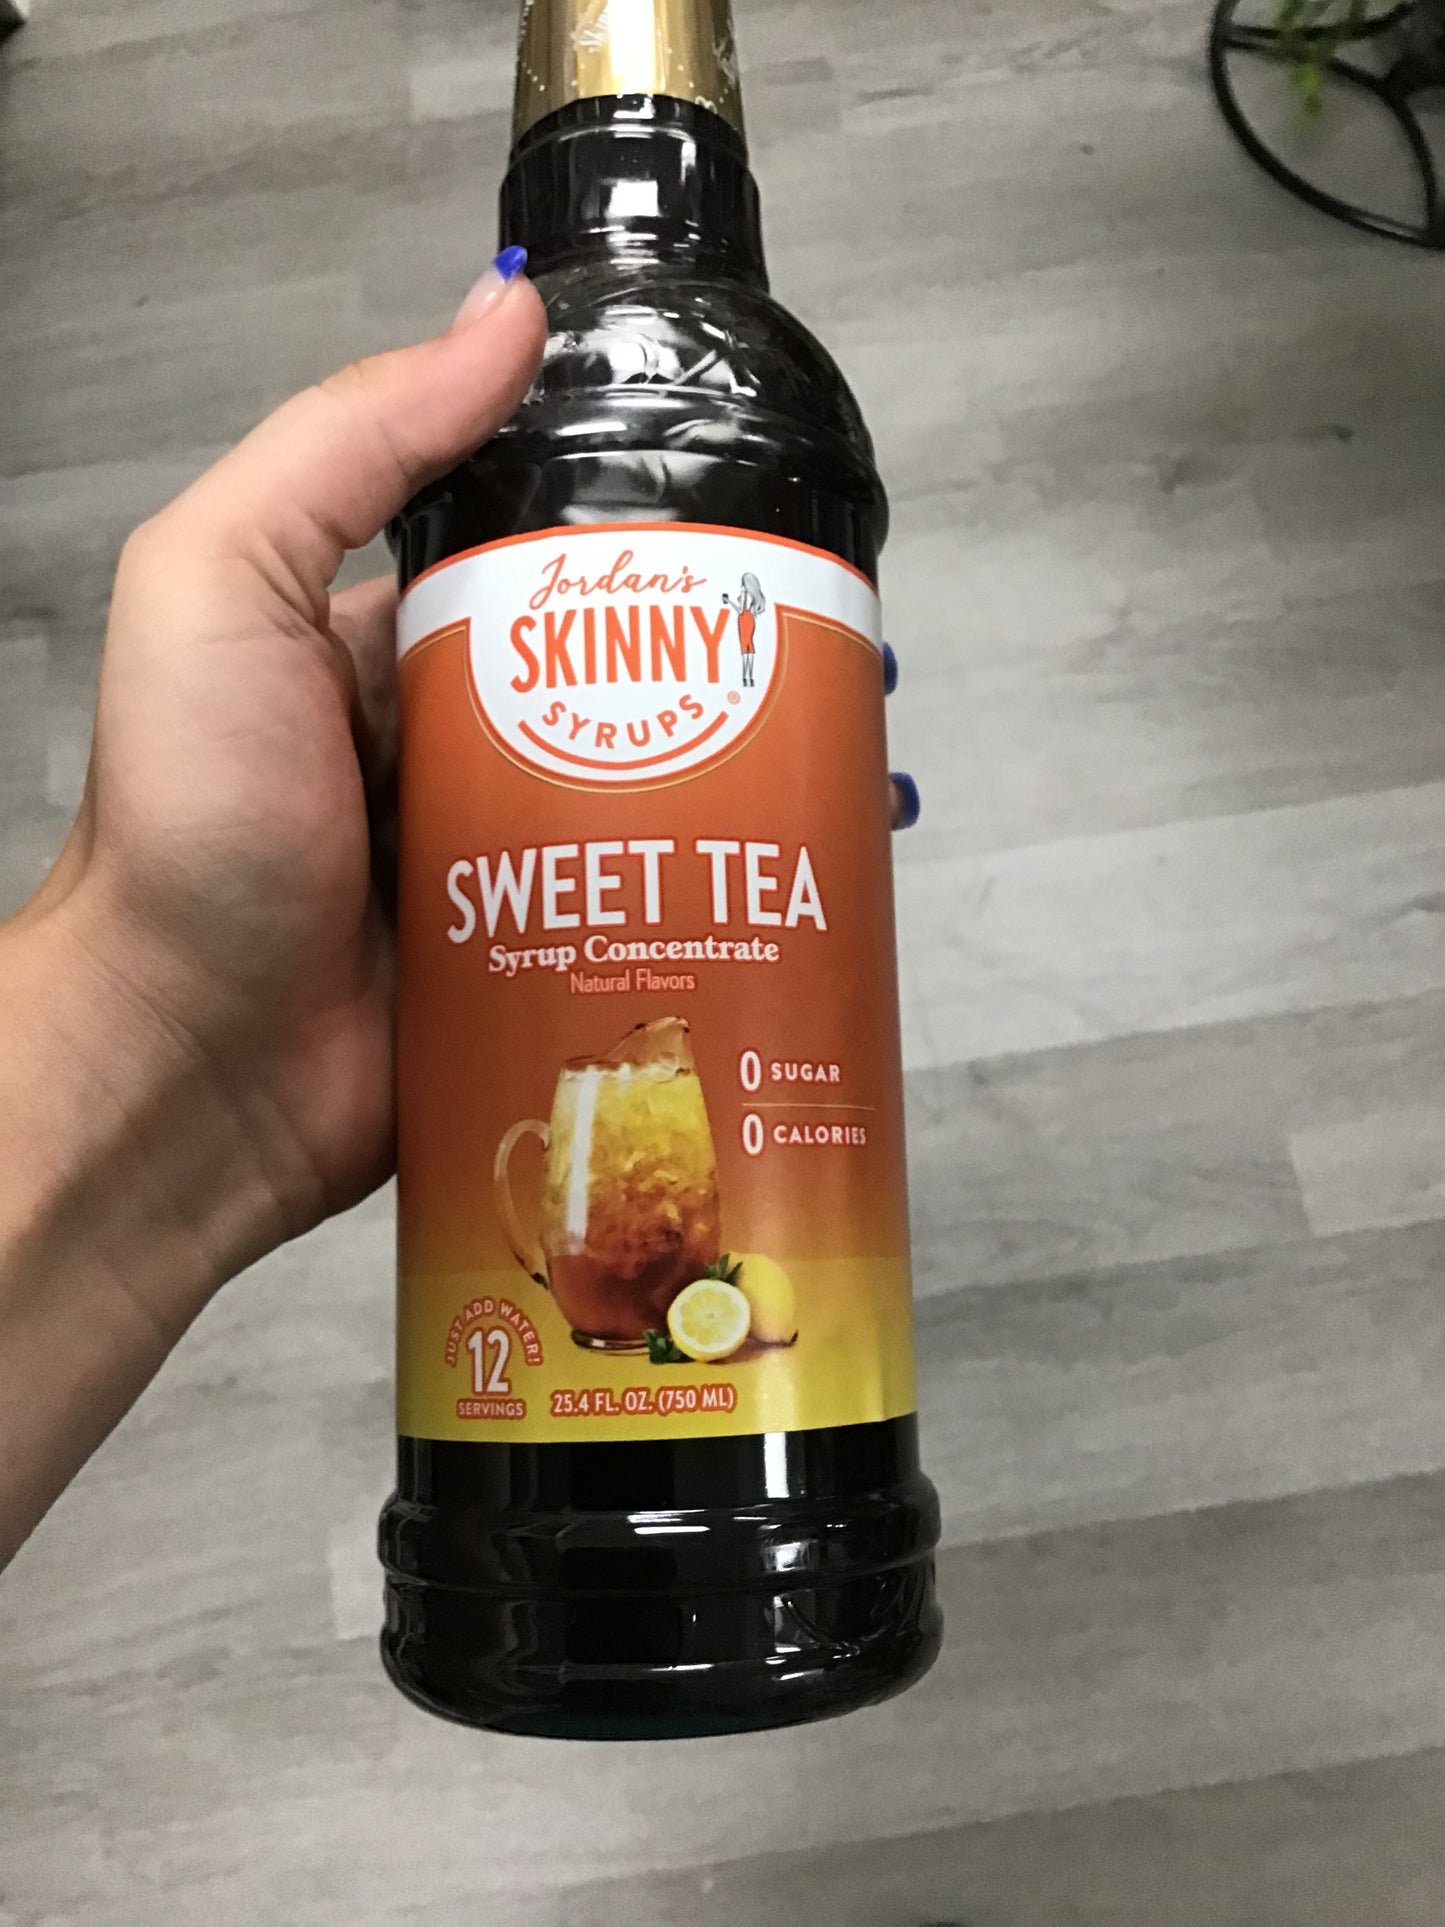 Jordan's
SKINNY
SYRUPS®
SWEET TEA
Syrup Concentrate
Natural Flavors
0 SUGAR
0 CALORIES
JUST ADD WATER!
12
SERVINGS
25.4 FL. OZ. (750 ML)